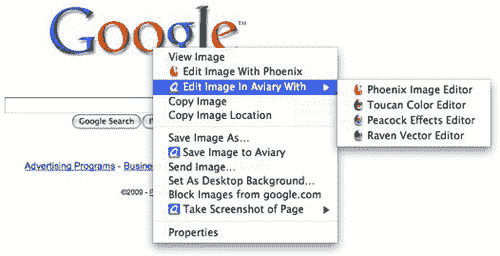 Google™
View Image
Edit Image With Phoenix
Edit Image In Aviary With
Copy Image
Copy Image Location
Save Image As...
Save Image to Aviary
Send Image...
Set As Desktop Background...
Block Images from google.com
Take Screenshot of Page
Properties
Phoenix Image Editor
Toucan Color Editor
Peacock Effects Editor
Raven Vector Editor
Google Search
Advertising Programs - Business
©2009 -